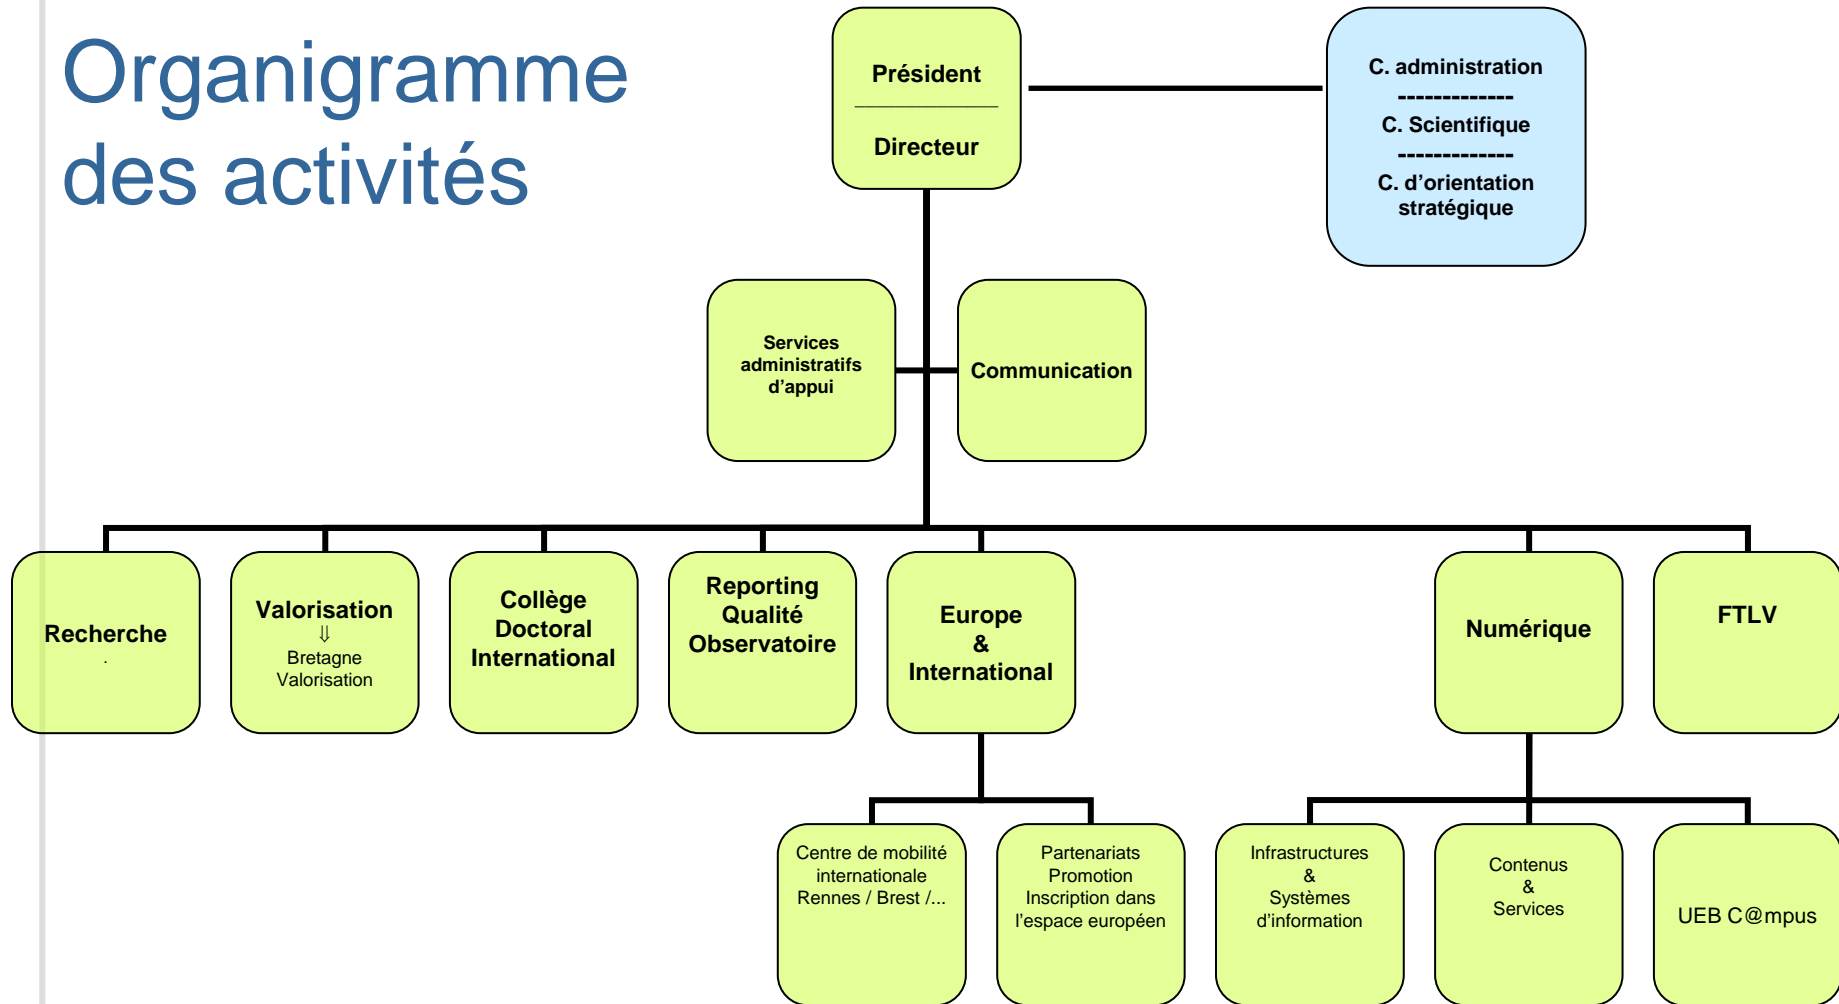 Organigramme
des activités
Président
Directeur
C. administration
-------------
C. Scientifique
-------------
C. d’orientation
stratégique
Services
administratifs
d’appui
Communication
Recherche
.
Valorisation
⇓
Bretagne
Valorisation
Collège
Doctoral
International
Reporting
Qualité
Observatoire
Europe
&
International
Numérique
FTLV
Centre de mobilité
internationale
Rennes / Brest /...
Partenariats
Promotion
Inscription dans
l’espace européen
Infrastructures
&
Systèmes
d’information
Contenus
&
Services
UEB C@mpus